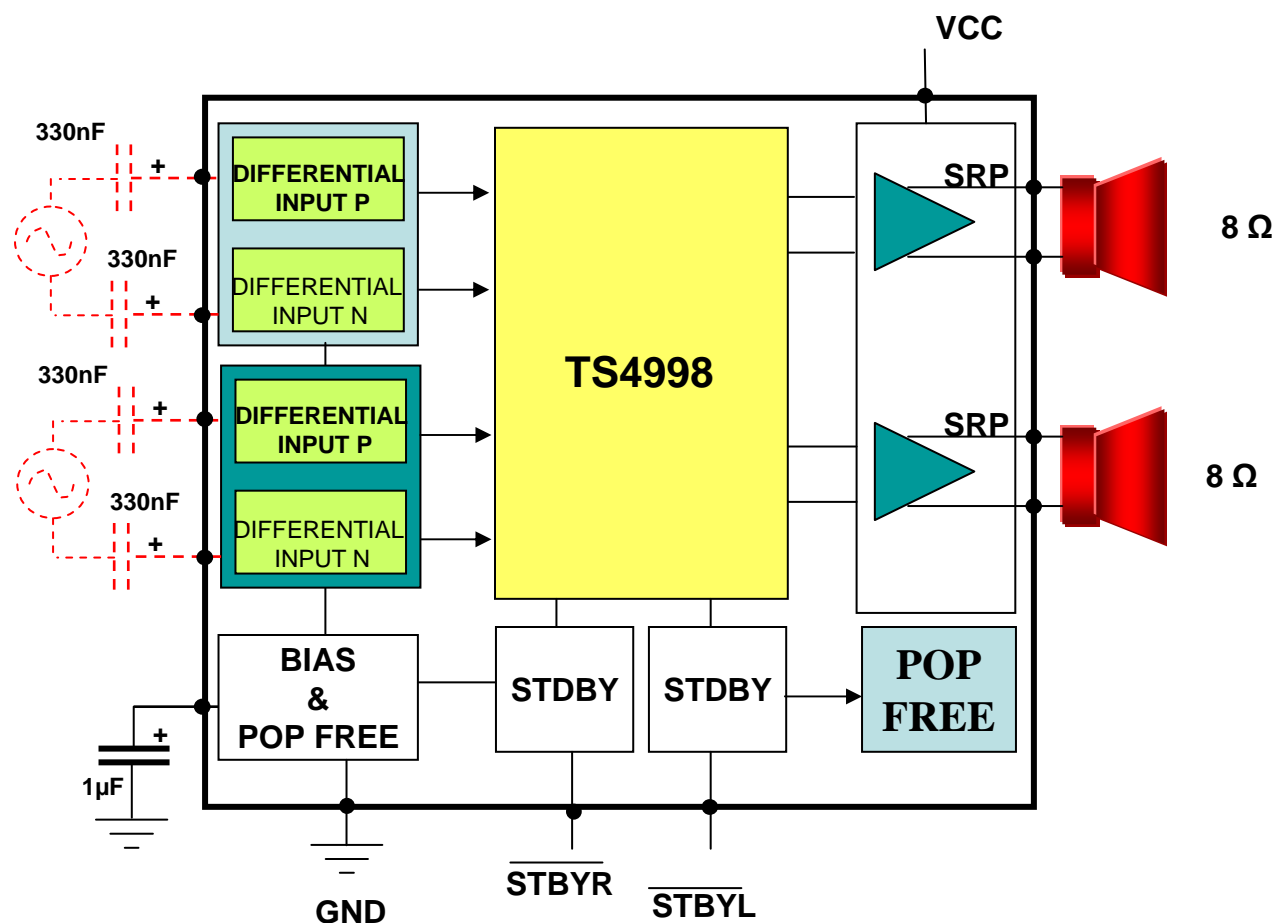 VCC
330nF
+
DIFFERENTIAL
INPUT P
SRP
8 Ω
330nF
+
DIFFERENTIAL
INPUT N
TS4998
330nF
+
DIFFERENTIAL
INPUT P
SRP
8 Ω
330nF
+
DIFFERENTIAL
INPUT N
BIAS
&
POP FREE
STDBY
STDBY
POP
FREE
+
1µF
GND
STBYR
STBYL